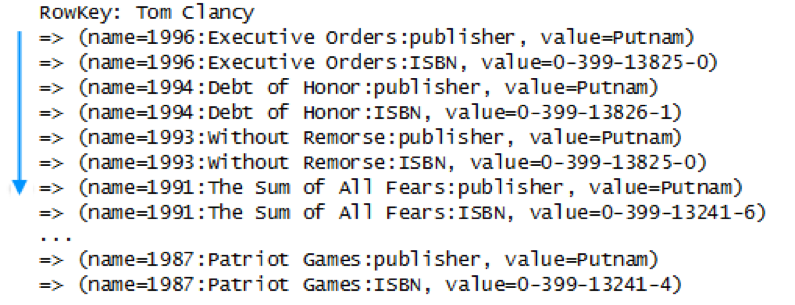 RowKey: Tom Clancy
=> (name=1996:Executive Orders:publisher, value=Putnam)
=> (name=1996:Executive Orders:ISBN, value=0-399-13825-0)
=> (name=1994:Debt of Honor:publisher, value=Putnam)
=> (name=1994:Debt of Honor:ISBN, value=0-399-13826-1)
=> (name=1993:Without Remorse:publisher, value=Putnam)
=> (name=1993:Without Remorse:ISBN, value=0-399-13825-0)
=> (name=1991:The Sum of All Fears:publisher, value=Putnam)
=> (name=1991:The Sum of All Fears:ISBN, value=0-399-13241-6)
...
=> (name=1987:Patriot Games:publisher, value=Putnam)
=> (name=1987:Patriot Games:ISBN, value=0-399-13241-4)